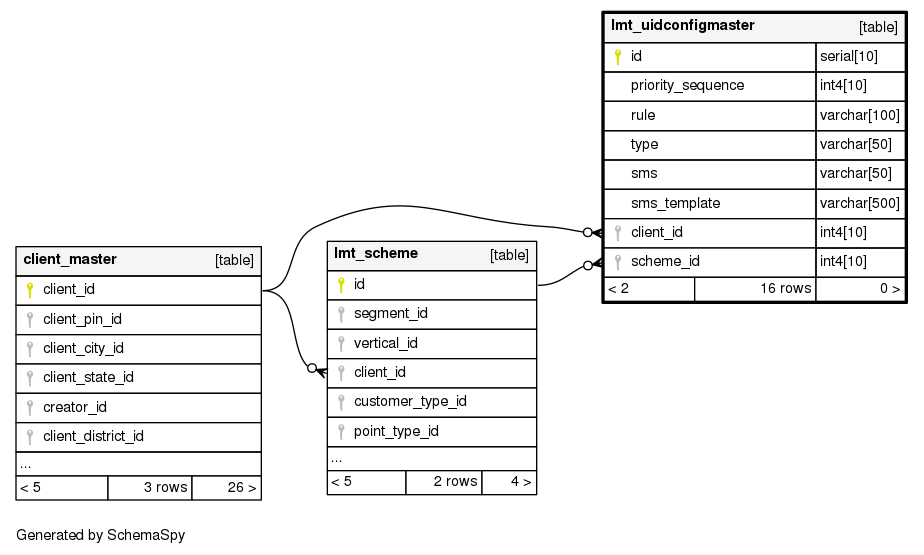 lmt_uidconfigmaster [table]
id serial[10]
priority_sequence int4[10]
rule varchar[100]
type varchar[50]
sms varchar[50]
sms_template varchar[500]
client_id int4[10]
scheme_id int4[10]
< 2 16 rows 0 >
client_master [table]
client_id
client_pin_id
client_city_id
client_state_id
creator_id
client_district_id
...
< 5 3 rows 26 >
lmt_scheme [table]
id
segment_id
vertical_id
client_id
customer_type_id
point_type_id
...
< 5 2 rows 4 >
Generated by SchemaSpy